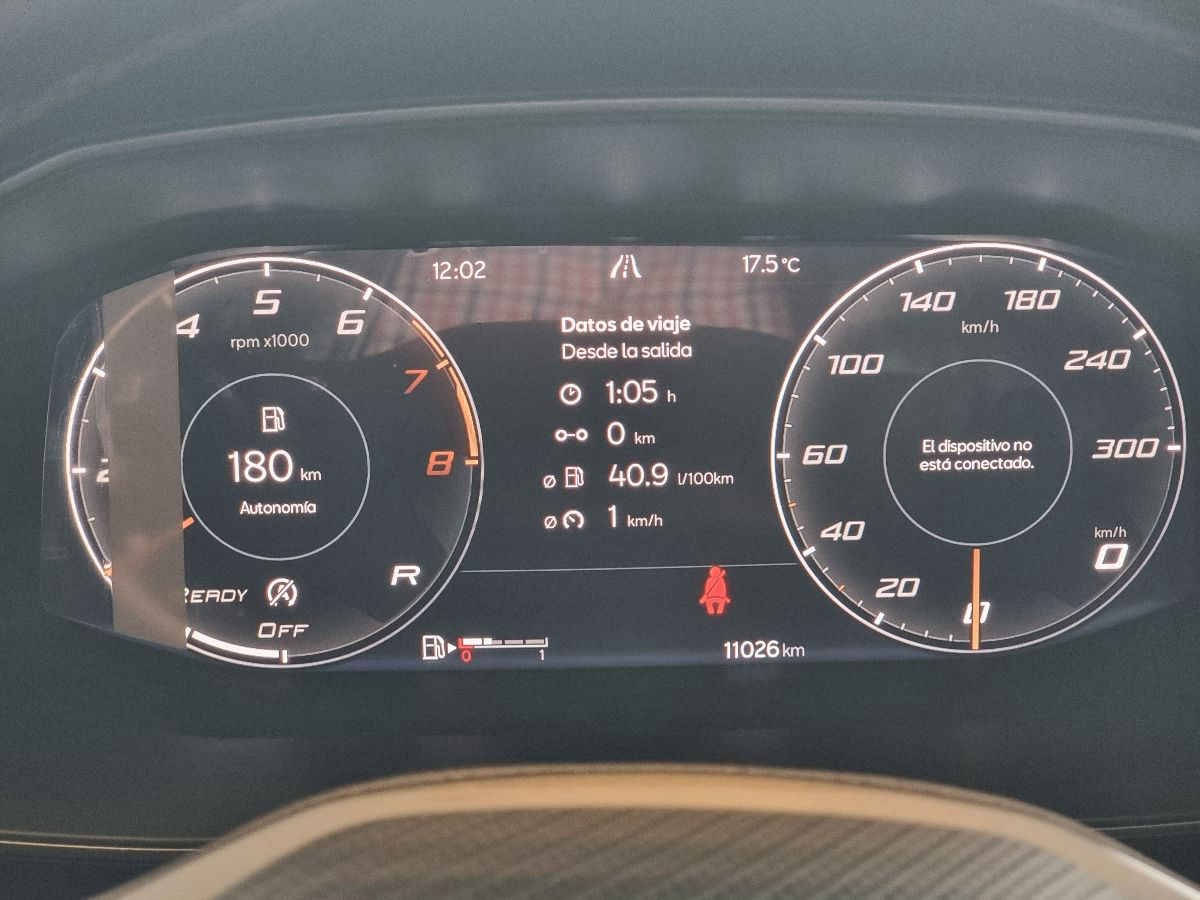 12:02
17.5 °C
4
5
6
7
8
rpm x1000
180 km
Autonomía
READY
OFF
R
Datos de viaje
Desde la salida
1:05 h
0 km
ø 40.9 l/100km
ø 1 km/h
0 1
11026 km
0
20
40
60
100
140
180
240
300
km/h
El dispositivo no
está conectado.
km/h
0